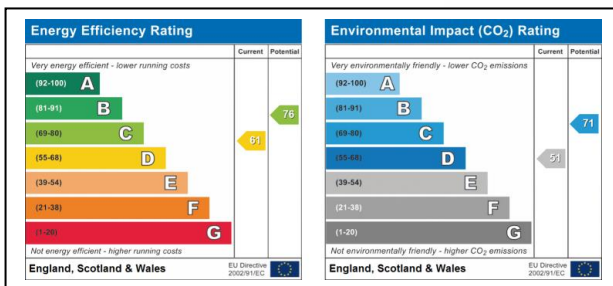 Energy Efficiency Rating
Current Potential
Very energy efficient - lower running costs
(92-100) A
(81-91) B
(69-80) C
(55-68) D
(39-54) E
(21-38) F
(1-20) G
61
76
Not energy efficient - higher running costs
England, Scotland & Wales
EU Directive
2002/91/EC
Environmental Impact (CO₂) Rating
Current Potential
Very environmentally friendly - lower CO₂ emissions
(92-100) A
(81-91) B
(69-80) C
(55-68) D
(39-54) E
(21-38) F
(1-20) G
51
71
Not environmentally friendly - higher CO₂ emissions
England, Scotland & Wales
EU Directive
2002/91/EC